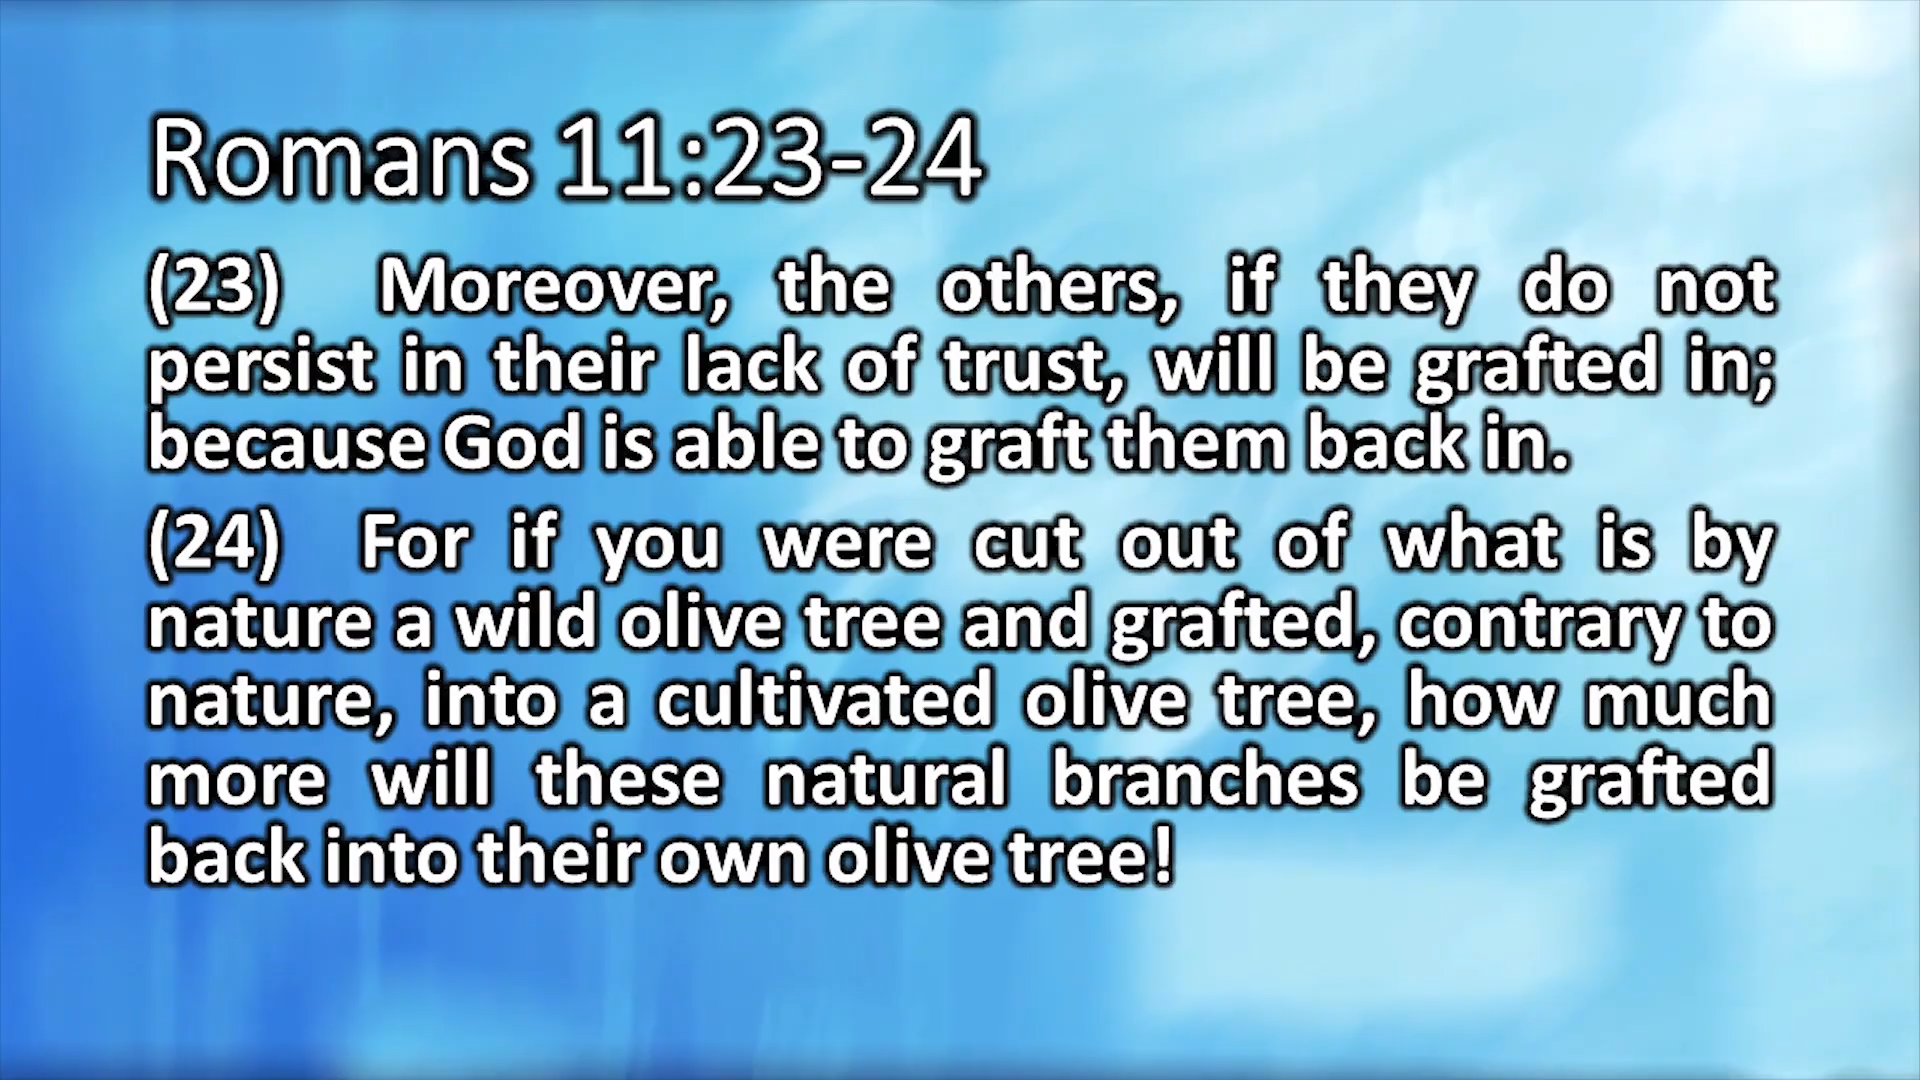 Romans 11:23-24
(23) Moreover, the others, if they do not
persist in their lack of trust, will be grafted in;
because God is able to graft them back in.
(24) For if you were cut out of what is by
nature a wild olive tree and grafted, contrary to
nature, into a cultivated olive tree, how much
more will these natural branches be grafted
back into their own olive tree!